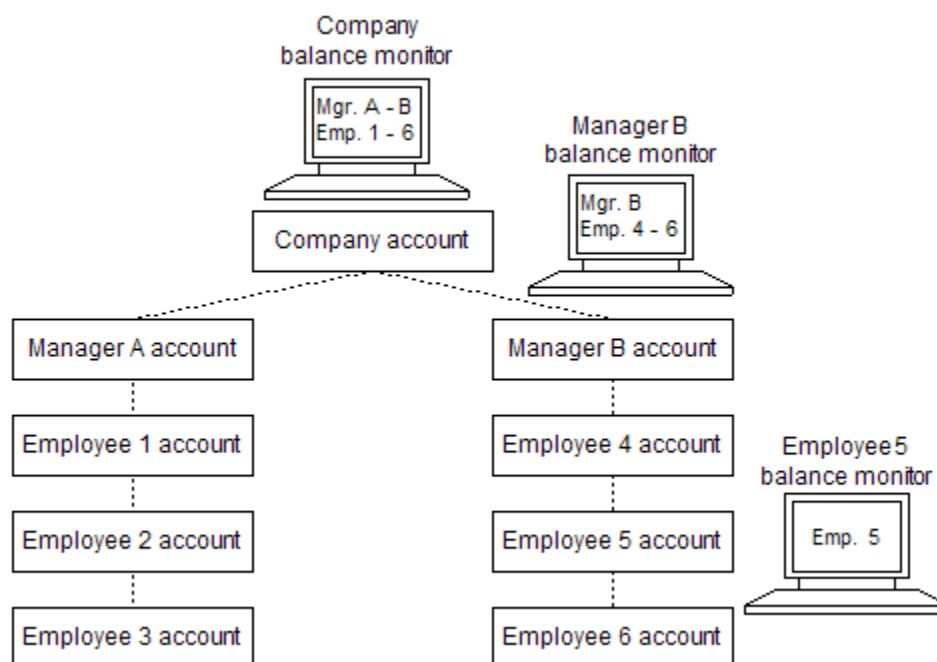 Company
balance monitor
Mgr. A - B
Emp. 1 - 6
Manager B
balance monitor
Mgr. B
Emp. 4 - 6
Company account
Manager A account
Manager B account
Employee 1 account
Employee 4 account
Employee 5
balance monitor
Emp. 5
Employee 2 account
Employee 5 account
Employee 3 account
Employee 6 account